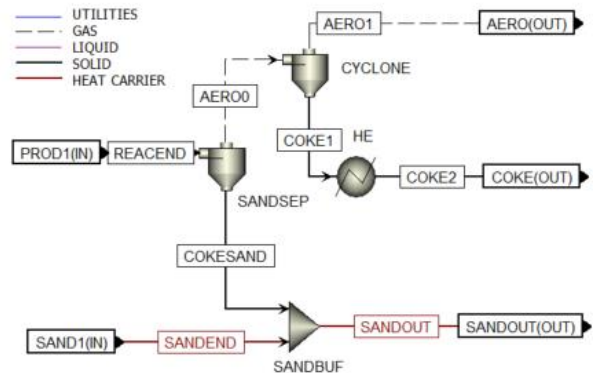 UTILITIES
GAS
LIQUID
SOLID
HEAT CARRIER
AERO1
AERO(OUT)
CYCLONE
AERO0
COKE1
HE
PROD1(IN)
REACEND
COKE2
COKE(OUT)
SANDSEP
COKESAND
SAND1(IN)
SANDEND
SANDOUT
SANDOUT(OUT)
SANDBUF